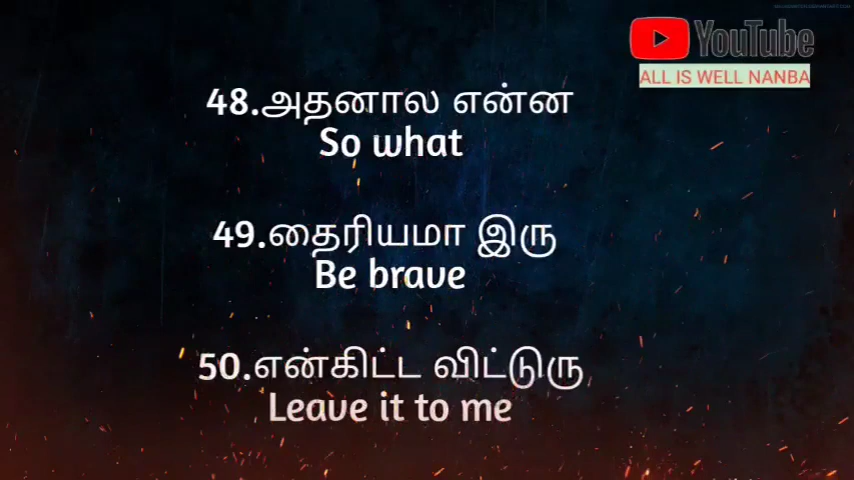 YouTube
ALL IS WELL NANBA
48.அதனால என்ன
So what
49.தைரியமா இரு
Be brave
50.என்கிட்ட விட்டுரு
Leave it to me